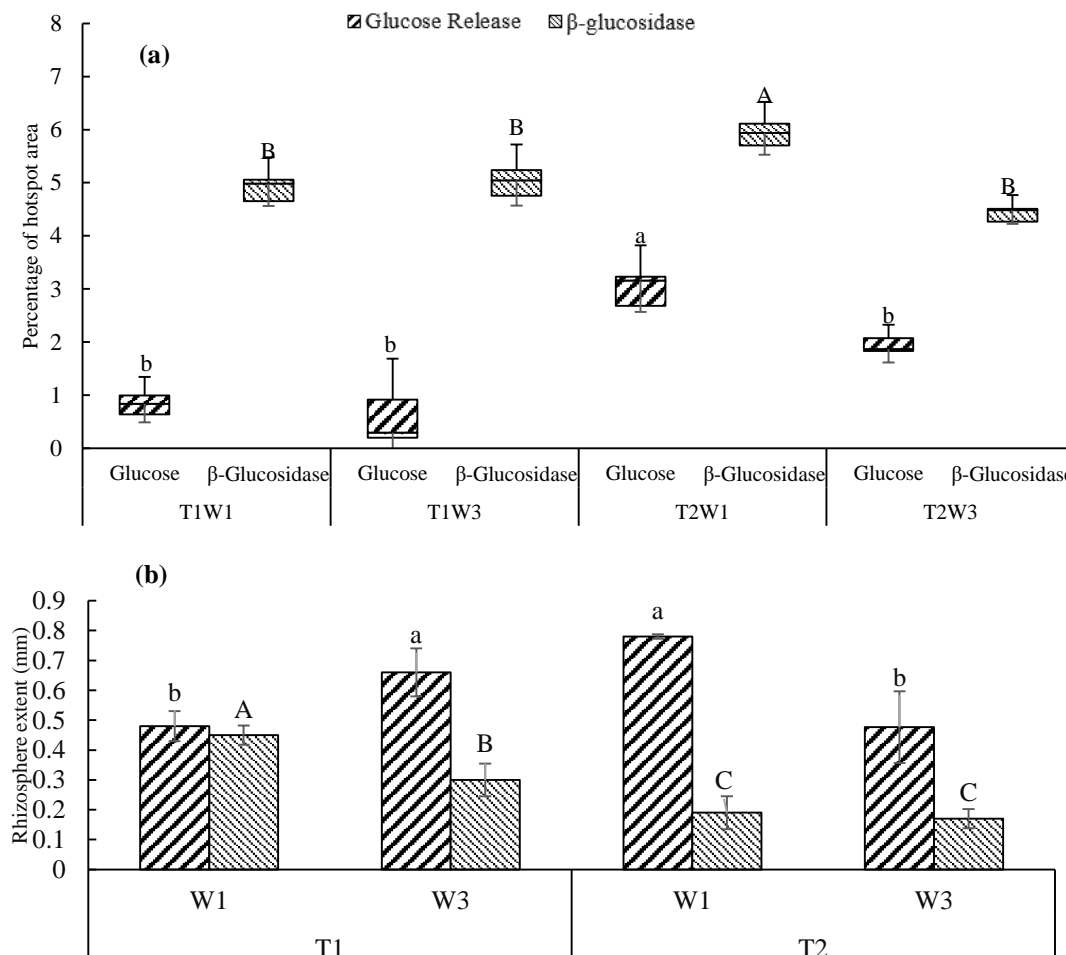 8 Glucose Release β-glucosidase
(a)
7
A
B
B
6
B
5
a
4
Percentage of hotspot area
3
b
b
b
2
1
0
Glucose β-Glucosidase Glucose β-Glucosidase Glucose β-Glucosidase Glucose β-Glucosidase
T1W1 T1W3 T2W1 T2W3
(b)
0.9
a
a
0.8
0.7
b
b
A
0.6
B
0.5
Rhizosphere extent (mm)
0.4
C
C
0.3
0.2
0.1
0
W1 W3 W1 W3
T1 T2